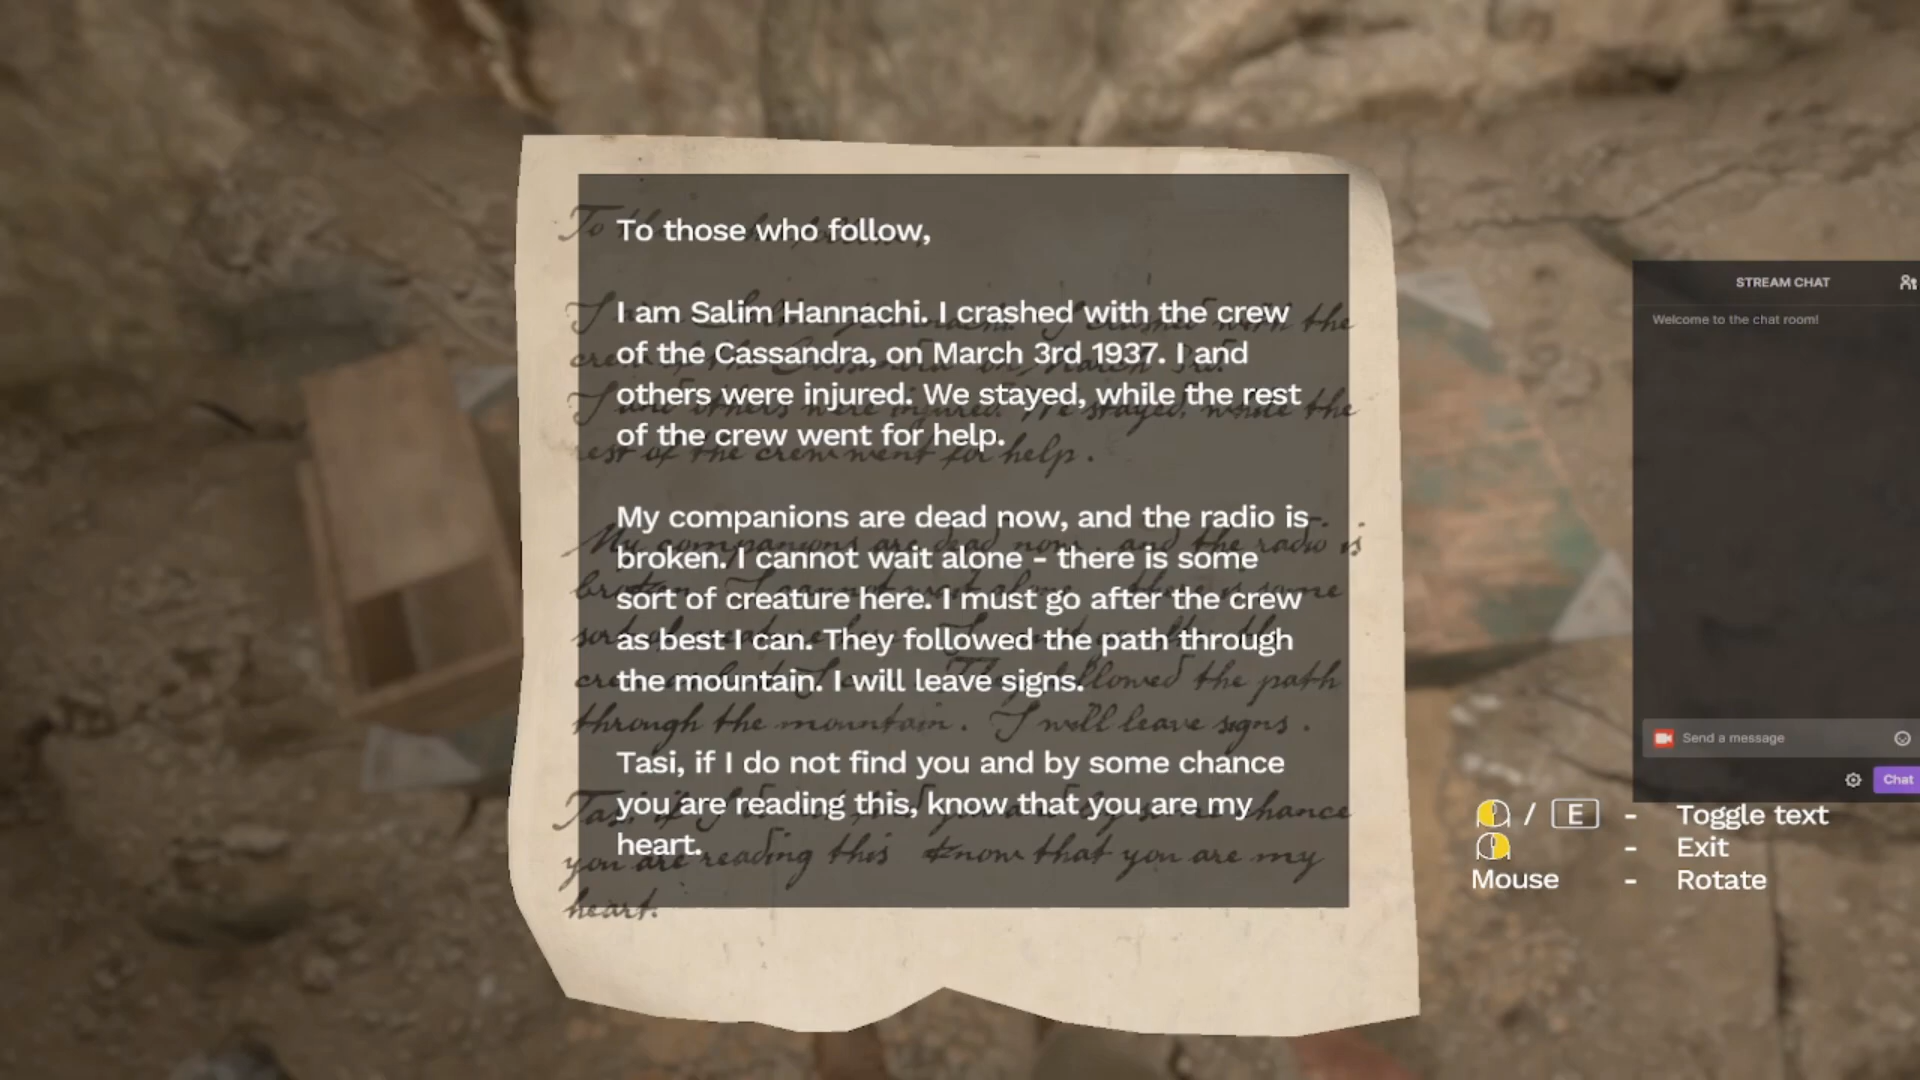 To those who follow,
I am Salim Hannachi. I crashed with the crew
of the Cassandra, on March 3rd 1937. I and
others were injured. We stayed, while the rest
of the crew went for help.
My companions are dead now, and the radio is
broken. I cannot wait alone - there is some
sort of creature here. I must go after the crew
as best I can. They followed the path through
the mountain. I will leave signs.
Tasi, if I do not find you and by some chance
you are reading this, know that you are my
heart.
STREAM CHAT
Welcome to the chat room!
Send a message
Chat
/ E - Toggle text
- Exit
Mouse - Rotate